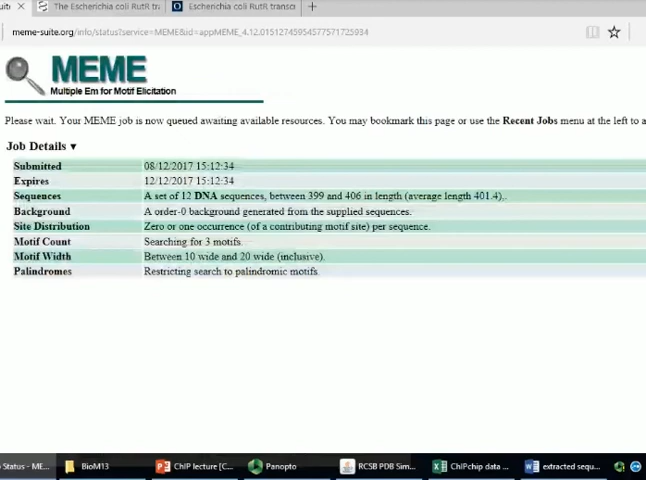 The Escherichia coli RutR tra
Escherichia coli RutR transcr
meme-suite.org/info/status?service=MEME&id=appMEME_4.12.01512745954577571725934
MEME
Multiple Em for Motif Elicitation
Please wait. Your MEME job is now queued awaiting available resources. You may bookmark this page or use the Recent Jobs menu at the left to a
Job Details ▼
Submitted 08/12/2017 15:12:34
Expires 12/12/2017 15:12:34
Sequences A set of 12 DNA sequences, between 399 and 406 in length (average length 401.4)..
Background A order-0 background generated from the supplied sequences.
Site Distribution Zero or one occurrence (of a contributing motif site) per sequence.
Motif Count Searching for 3 motifs.
Motif Width Between 10 wide and 20 wide (inclusive).
Palindromes Restricting search to palindromic motifs.
Status - ME... BioM13 ChIP lecture [C... Panopto RCSB PDB Sim... ChIPchip data ... extracted sequ...